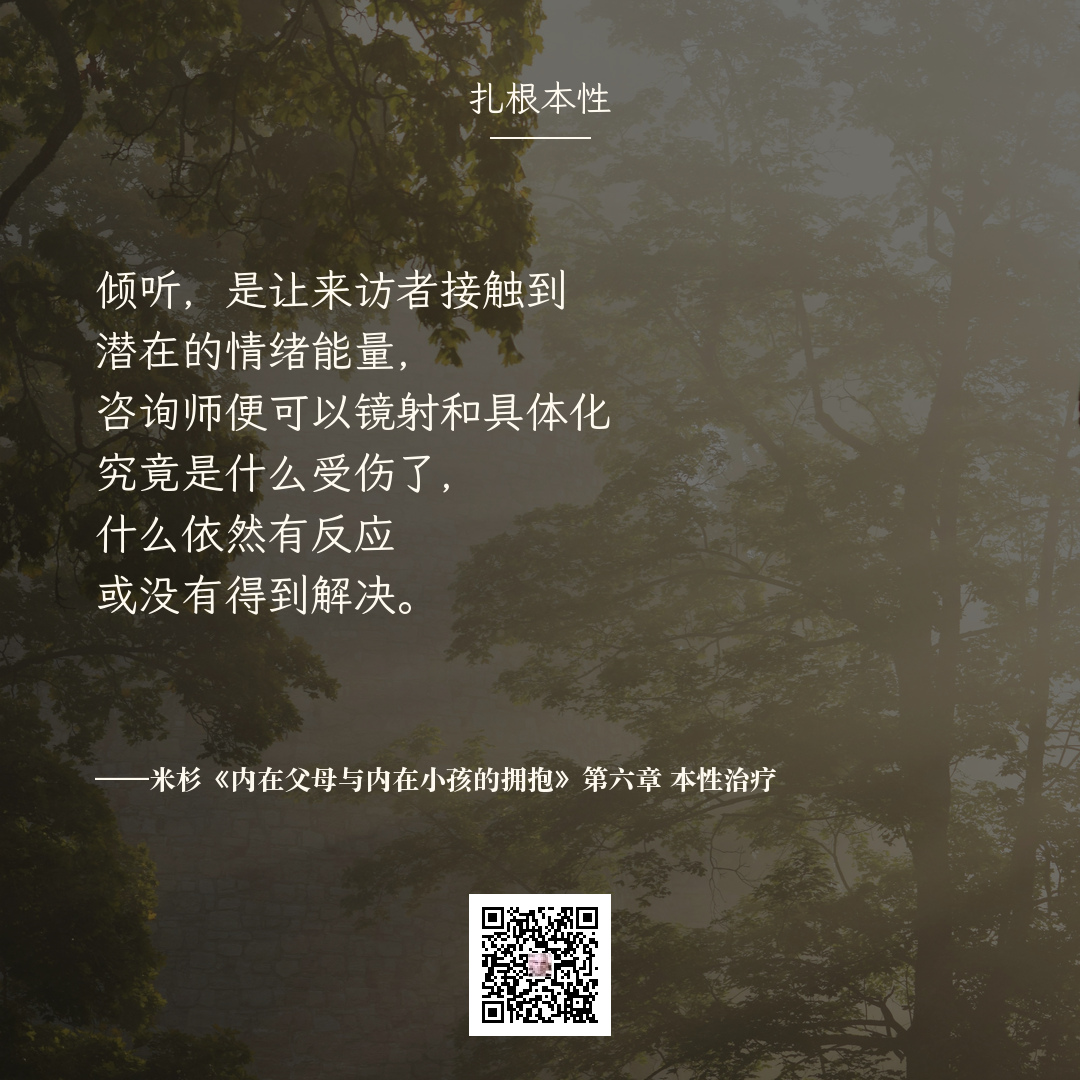 扎根本性
倾听，是让来访者接触到
潜在的情绪能量，
咨询师便可以镜射和具体化
究竟是什么受伤了，
什么依然有反应
或没有得到解决。
——米杉《内在父母与内在小孩的拥抱》第六章 本性治疗